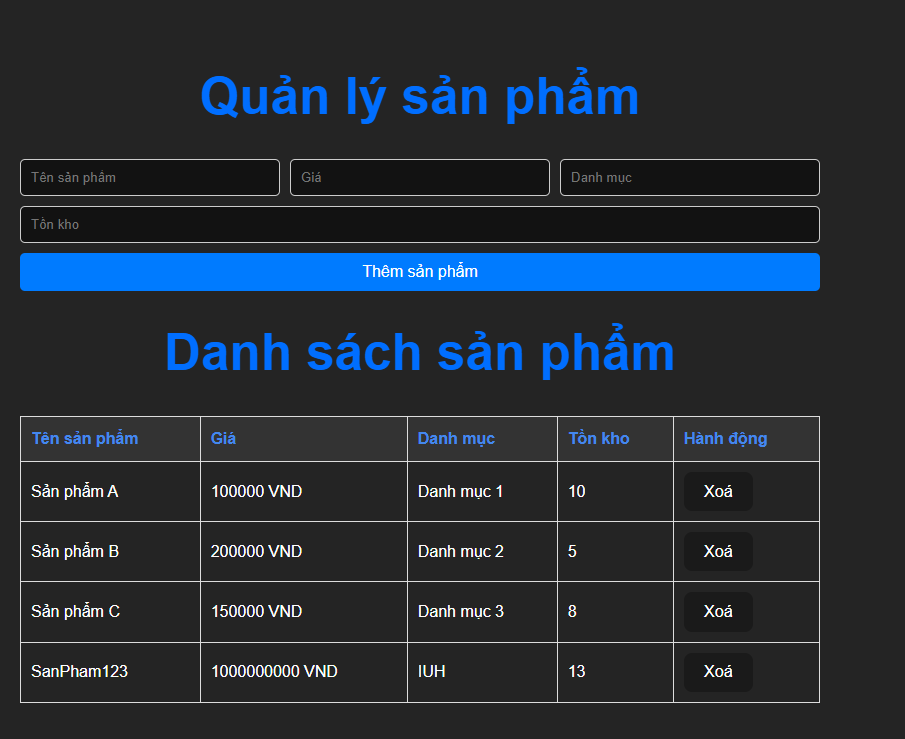 Quản lý sản phẩm
Tên sản phẩm Giá Danh mục
Tồn kho
Thêm sản phẩm
Danh sách sản phẩm
Tên sản phẩm Giá Danh mục Tồn kho Hành động
Sản phẩm A 100000 VND Danh mục 1 10 Xoá
Sản phẩm B 200000 VND Danh mục 2 5 Xoá
Sản phẩm C 150000 VND Danh mục 3 8 Xoá
SanPham123 1000000000 VND IUH 13 Xoá